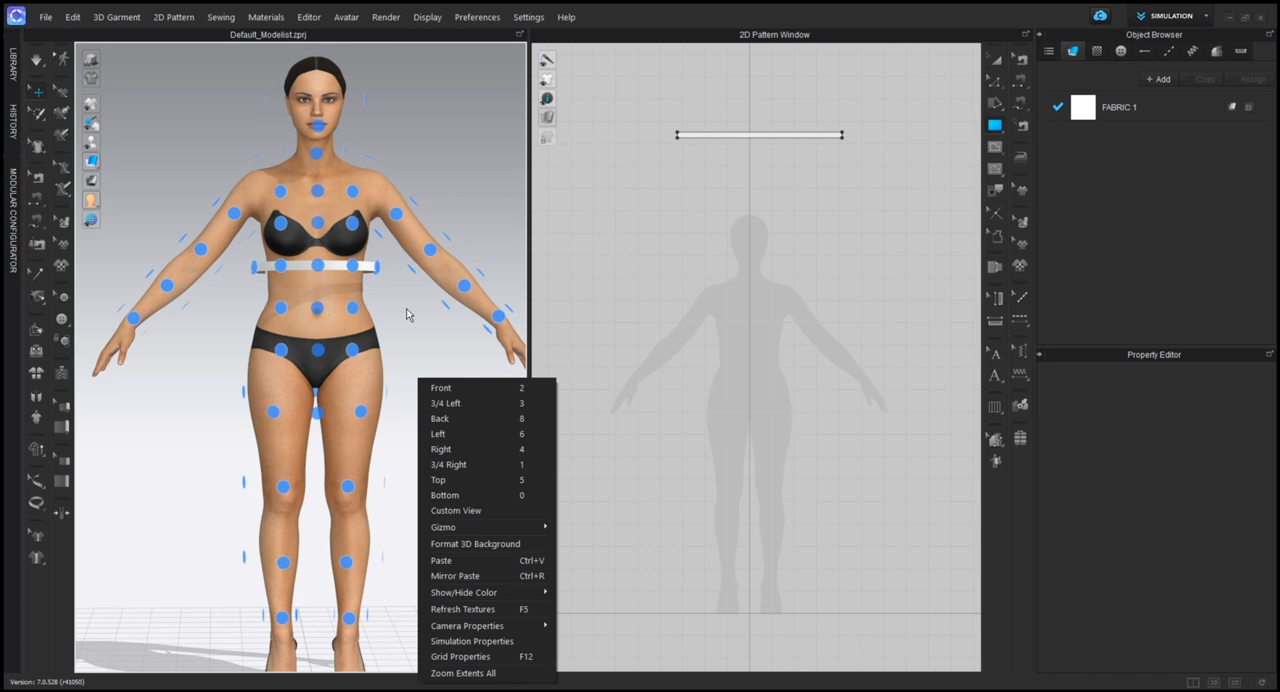 File Edit 3D Garment 2D Pattern Sewing Materials Editor Avatar Render Display Preferences Settings Help
SIMULATION
Default_Modelist.zprj
2D Pattern Window
Object Browser
LIBRARY
HISTORY
MODULAR CONFIGURATOR
+ Add Copy Assign
FABRIC 1
Property Editor
Front 2
3/4 Left 3
Back 8
Left 6
Right 4
3/4 Right 1
Top 5
Bottom 0
Custom View
Gizmo
Format 3D Background
Paste Ctrl+V
Mirror Paste Ctrl+R
Show/Hide Color
Refresh Textures F5
Camera Properties
Simulation Properties
Grid Properties F12
Zoom Extents All
Version: 7.0.528 (r41050)